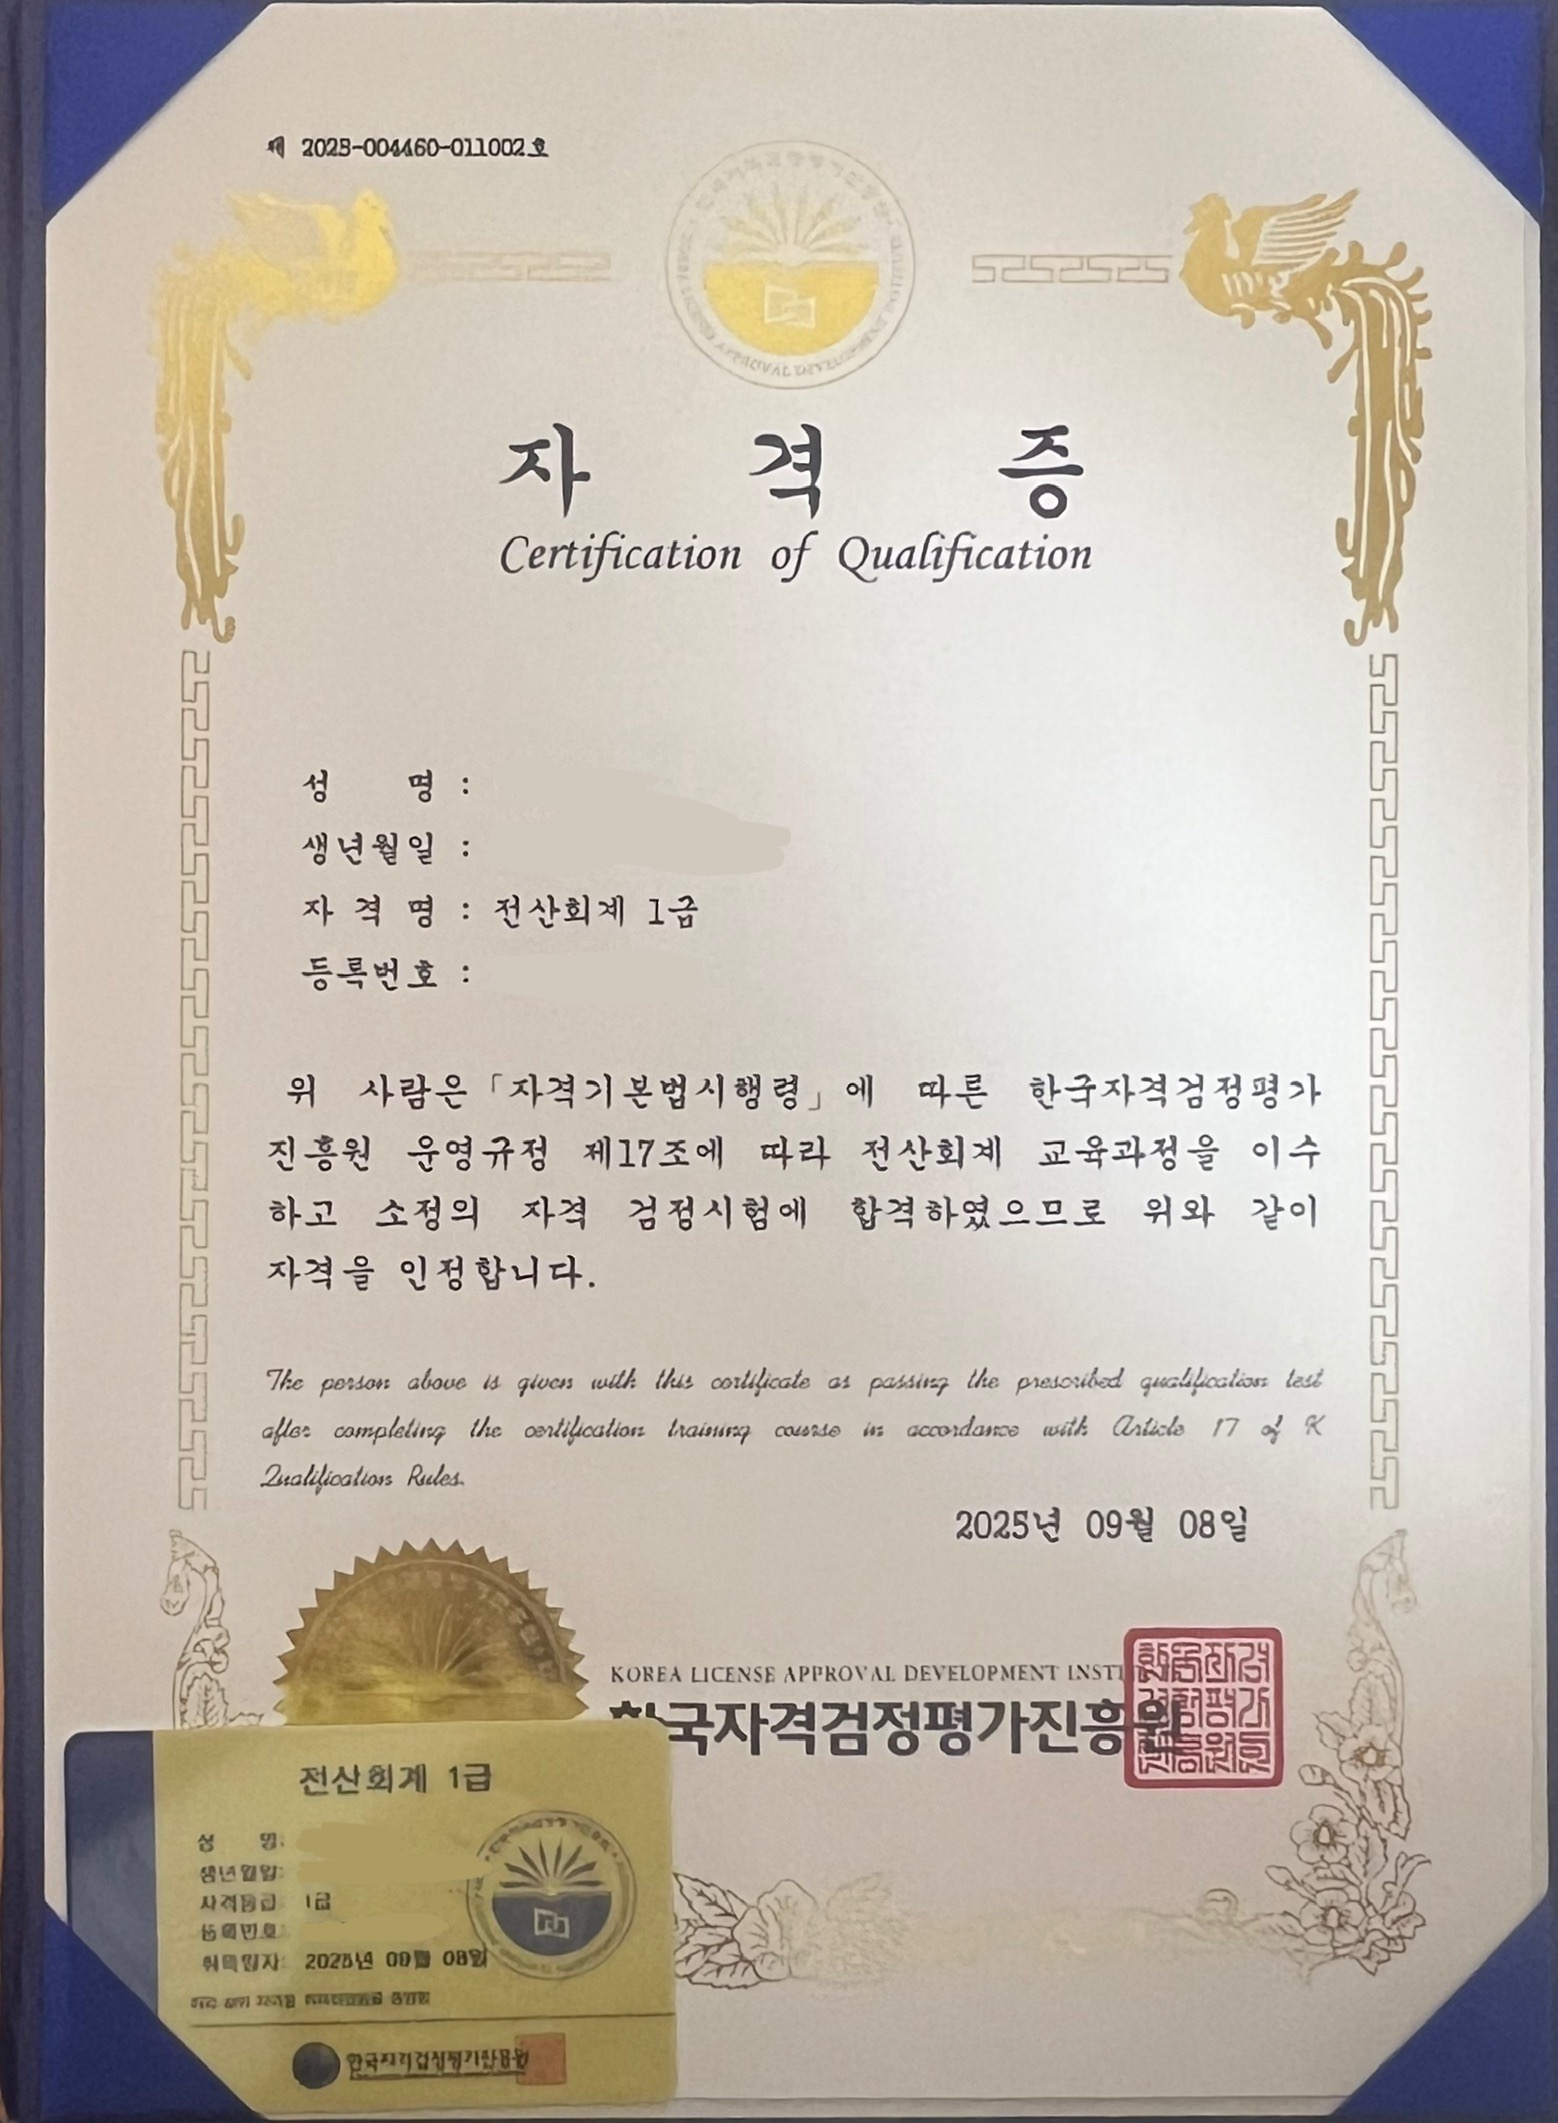 제 2025-004460-011002호
자 격 증
Certification of Qualification
성 명 :
생년월일 :
자 격 명 : 전산회계 1급
등록번호 :
위 사람은「자격기본법시행령」에 따른 한국자격검정평가
진흥원 운영규정 제17조에 따라 전산회계 교육과정을 이수
하고 소정의 자격 검정시험에 합격하였으므로 위와 같이
자격을 인정합니다.
The person above is given with this certificate as passing the prescribed qualification test
after completing the certification training course in accordance with Article 17 of K
Qualification Rules.
2025년 09월 08일
KOREA LICENSE APPROVAL DEVELOPMENT
한국자격검정평가진흥원
전산회계 1급
성 명:
생년월일:
자격등급: 1급
등록번호:
취득일자: 2025년 09월 08일
한국자격검정평가진흥원